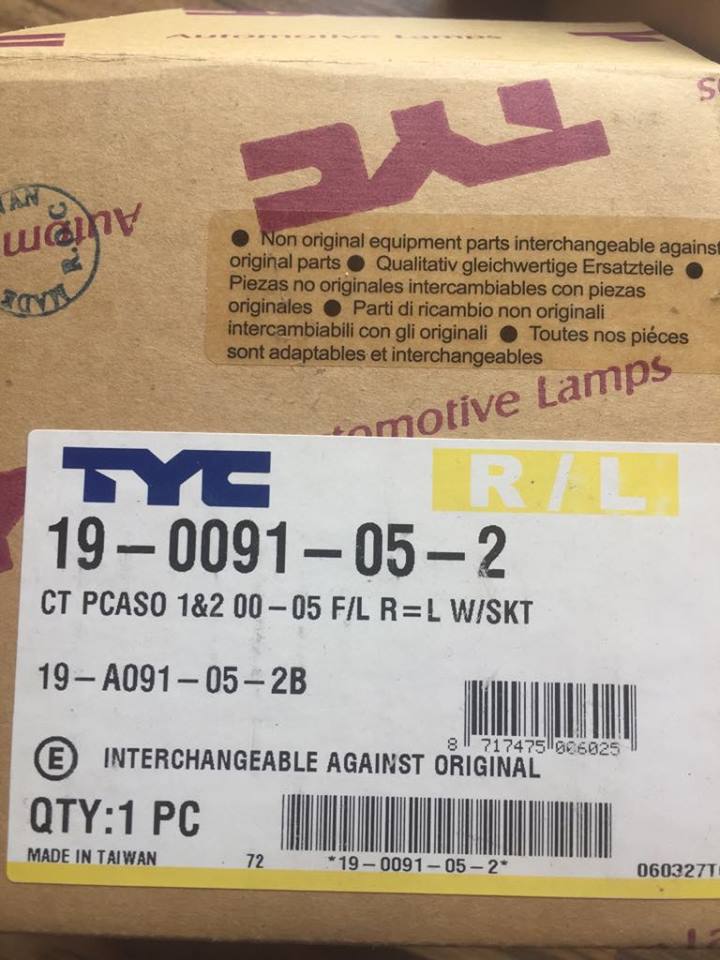 Automotive Lamps
TYC
TYC
MADE
R.O.C
● Non original equipment parts interchangeable against
original parts ● Qualitativ gleichwertige Ersatzteile ●
Piezas no originales intercambiables con piezas
originales ● Parti di ricambio non originali
intercambiabili con gli originali ● Toutes nos piéces
sont adaptables et interchangeables
Lamps
TYC R/L
19-0091-05-2
CT PCASO 1&2 00-05 F/L R=L W/SKT
19-A091-05-2B
8 717475 006025
E INTERCHANGEABLE AGAINST ORIGINAL
QTY:1 PC
MADE IN TAIWAN 72 *19-0091-05-2*